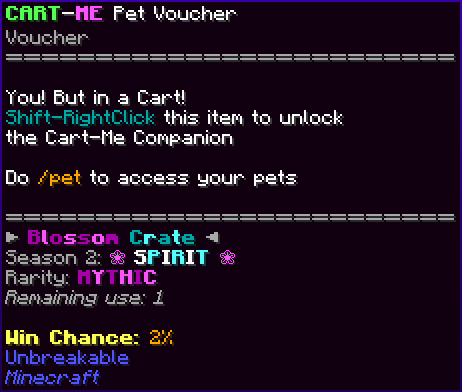 CART-ME Pet Voucher
Voucher
================================
You! But in a Cart!
Shift-RightClick this item to unlock
the Cart-Me Companion
Do /pet to access your pets
================================
► Blossom Crate ◄
Season 2: ❀ SPIRIT ❀
Rarity: MYTHIC
Remaining use: 1
Win Chance: 2%
Unbreakable
Minecraft